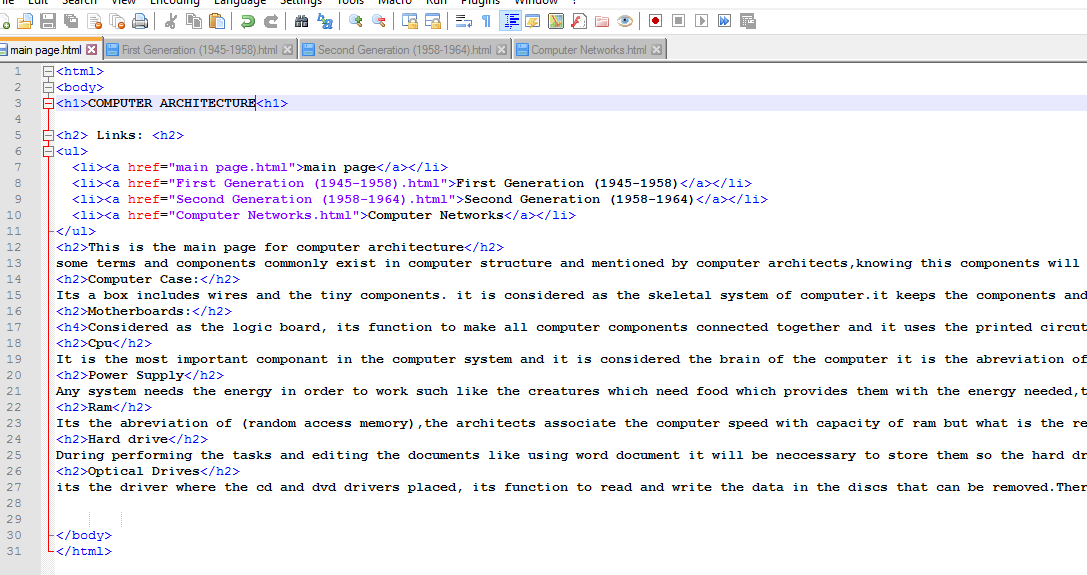 Edit Search View Encoding Language Settings Tools Macro Run Plugins Window ?
main page.html First Generation (1945-1958).html Second Generation (1958-1964).html Computer Networks.html
1 <html>
2 <body>
3 <h1>COMPUTER ARCHITECTURE<h1>
4
5 <h2> Links: <h2>
6 <ul>
7 <li><a href="main page.html">main page</a></li>
8 <li><a href="First Generation (1945-1958).html">First Generation (1945-1958)</a></li>
9 <li><a href="Second Generation (1958-1964).html">Second Generation (1958-1964)</a></li>
10 <li><a href="Computer Networks.html">Computer Networks</a></li>
11 </ul>
12 <h2>This is the main page for computer architecture</h2>
13 some terms and components commonly exist in computer structure and mentioned by computer architects,knowing this components will
14 <h2>Computer Case:</h2>
15 Its a box includes wires and the tiny components. it is considered as the skeletal system of computer.it keeps the components and
16 <h2>Motherboards:</h2>
17 <h4>Considered as the logic board, its function to make all computer components connected together and it uses the printed circut
18 <h2>Cpu</h2>
19 It is the most important componant in the computer system and it is considered the brain of the computer it is the abreviation of
20 <h2>Power Supply</h2>
21 Any system needs the energy in order to work such like the creatures which need food which provides them with the energy needed,t
22 <h2>Ram</h2>
23 Its the abreviation of (random access memory),the architects associate the computer speed with capacity of ram but what is the re
24 <h2>Hard drive</h2>
25 During performing the tasks and editing the documents like using word document it will be neccessary to store them so the hard dr
26 <h2>Optical Drives</h2>
27 its the driver where the cd and dvd drivers placed, its function to read and write the data in the discs that can be removed.Ther
28
29
30 </body>
31 </html>